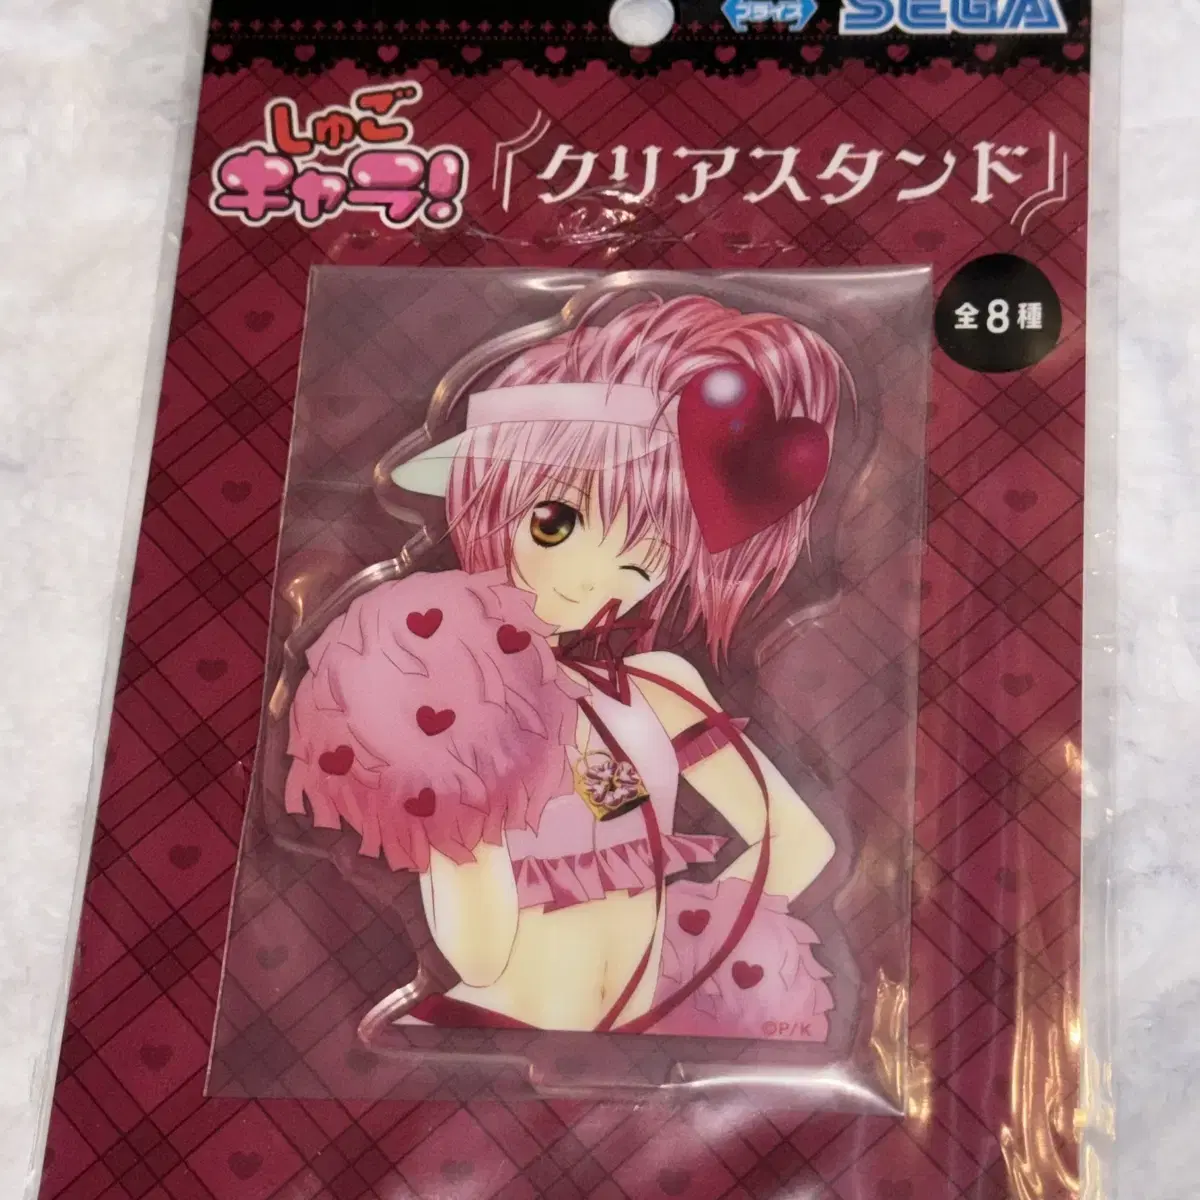 プライズ
SEGA
しゅご
キャラ!
「クリアスタンド」
全8種
©P/K